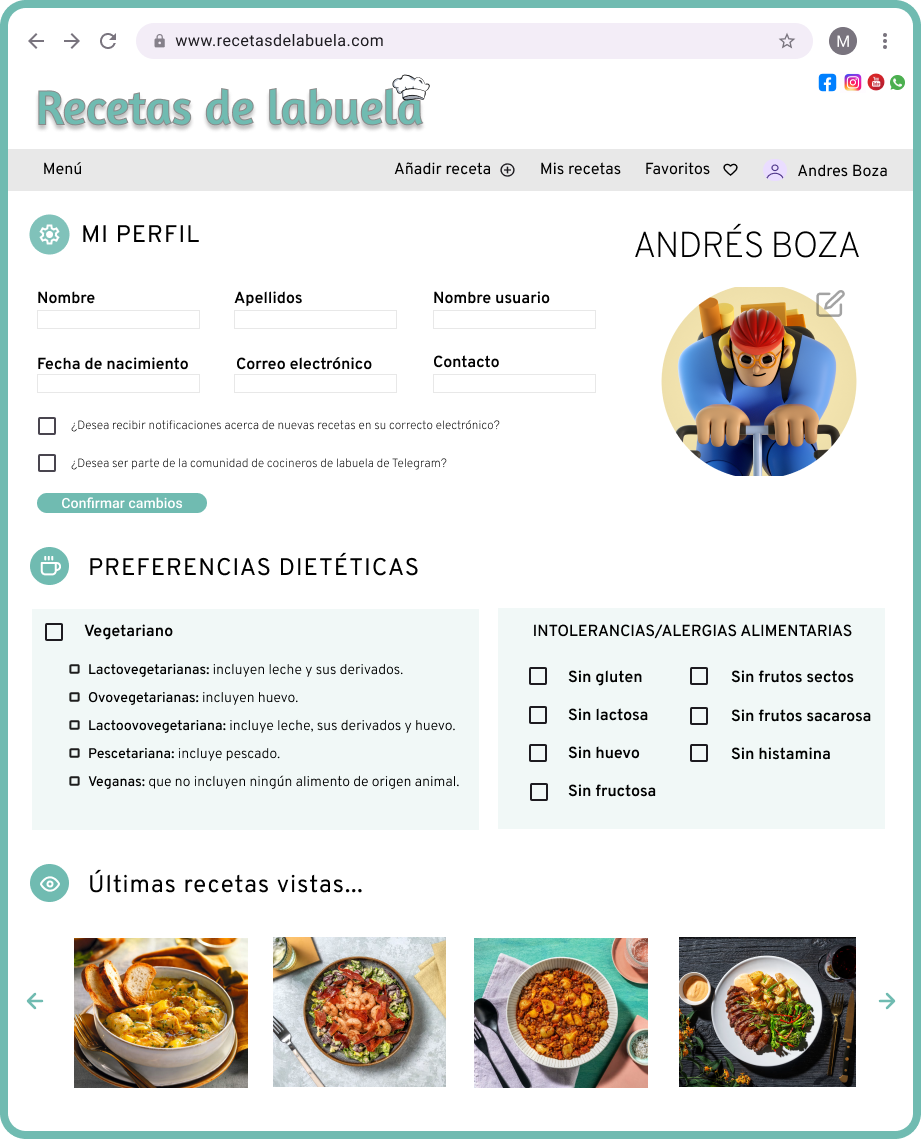 www.recetasdelabuela.com
M
Recetas de labuela
Menú
Añadir receta
Mis recetas
Favoritos
Andres Boza
MI PERFIL
ANDRÉS BOZA
Nombre
Apellidos
Nombre usuario
Fecha de nacimiento
Correo electrónico
Contacto
¿Desea recibir notificaciones acerca de nuevas recetas en su correcto electrónico?
¿Desea ser parte de la comunidad de cocineros de labuela de Telegram?
Confirmar cambios
PREFERENCIAS DIETÉTICAS
Vegetariano
Lactovegetarianas: incluyen leche y sus derivados.
Ovovegetarianas: incluyen huevo.
Lactoovovegetariana: incluye leche, sus derivados y huevo.
Pescetariana: incluye pescado.
Veganas: que no incluyen ningún alimento de origen animal.
INTOLERANCIAS/ALERGIAS ALIMENTARIAS
Sin gluten
Sin frutos sectos
Sin lactosa
Sin frutos sacarosa
Sin huevo
Sin histamina
Sin fructosa
Últimas recetas vistas...